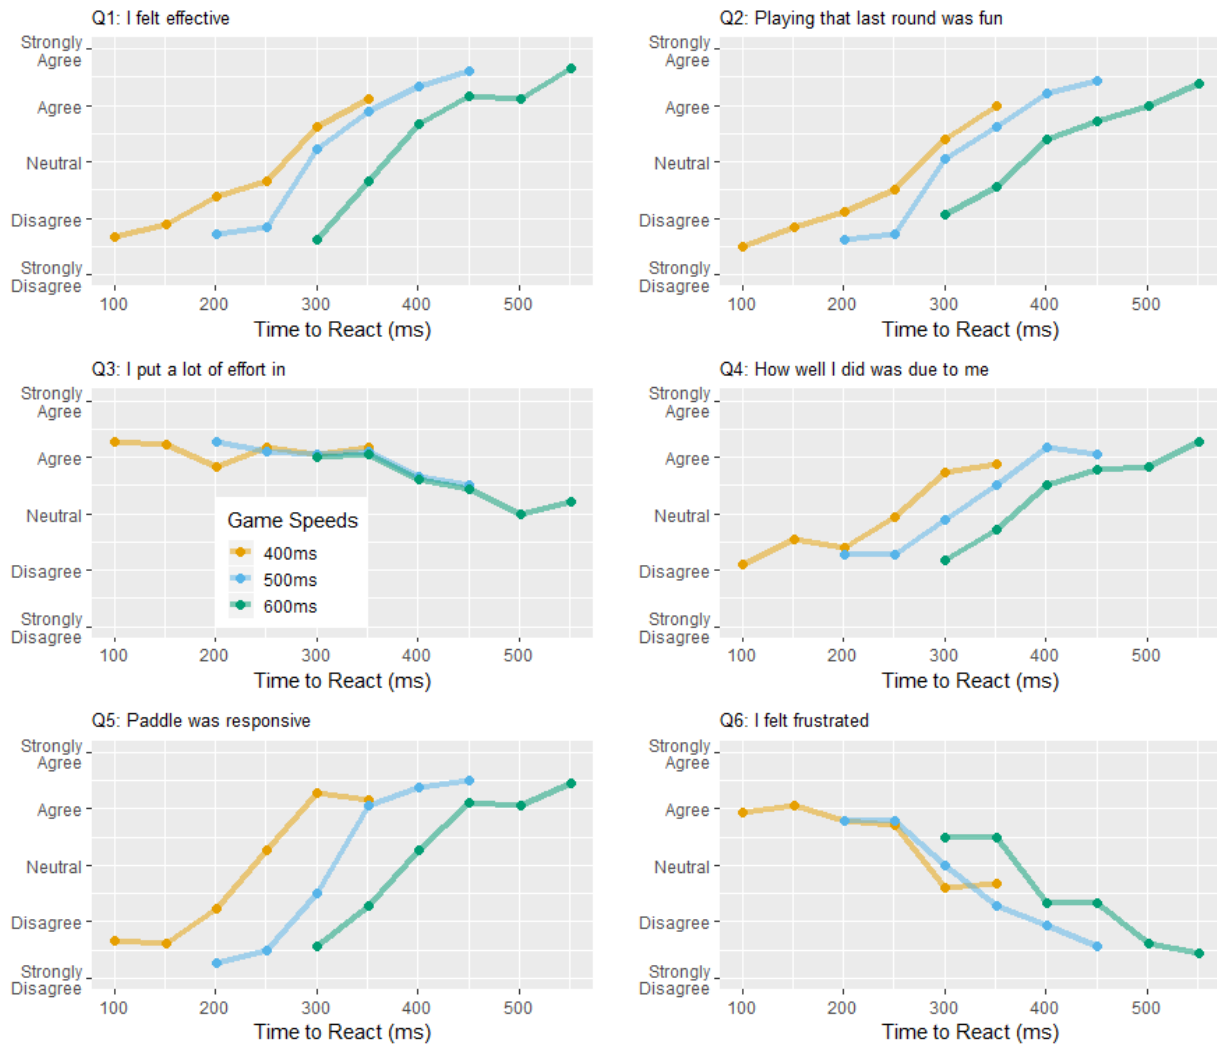 Q1: I felt effective
Strongly
Agree
Agree
Neutral
Disagree
Strongly
Disagree
100 200 300 400 500
Time to React (ms)
Q2: Playing that last round was fun
Strongly
Agree
Agree
Neutral
Disagree
Strongly
Disagree
100 200 300 400 500
Time to React (ms)
Q3: I put a lot of effort in
Strongly
Agree
Agree
Neutral
Disagree
Strongly
Disagree
Game Speeds
400ms
500ms
600ms
100 200 300 400 500
Time to React (ms)
Q4: How well I did was due to me
Strongly
Agree
Agree
Neutral
Disagree
Strongly
Disagree
100 200 300 400 500
Time to React (ms)
Q5: Paddle was responsive
Strongly
Agree
Agree
Neutral
Disagree
Strongly
Disagree
100 200 300 400 500
Time to React (ms)
Q6: I felt frustrated
Strongly
Agree
Agree
Neutral
Disagree
Strongly
Disagree
100 200 300 400 500
Time to React (ms)